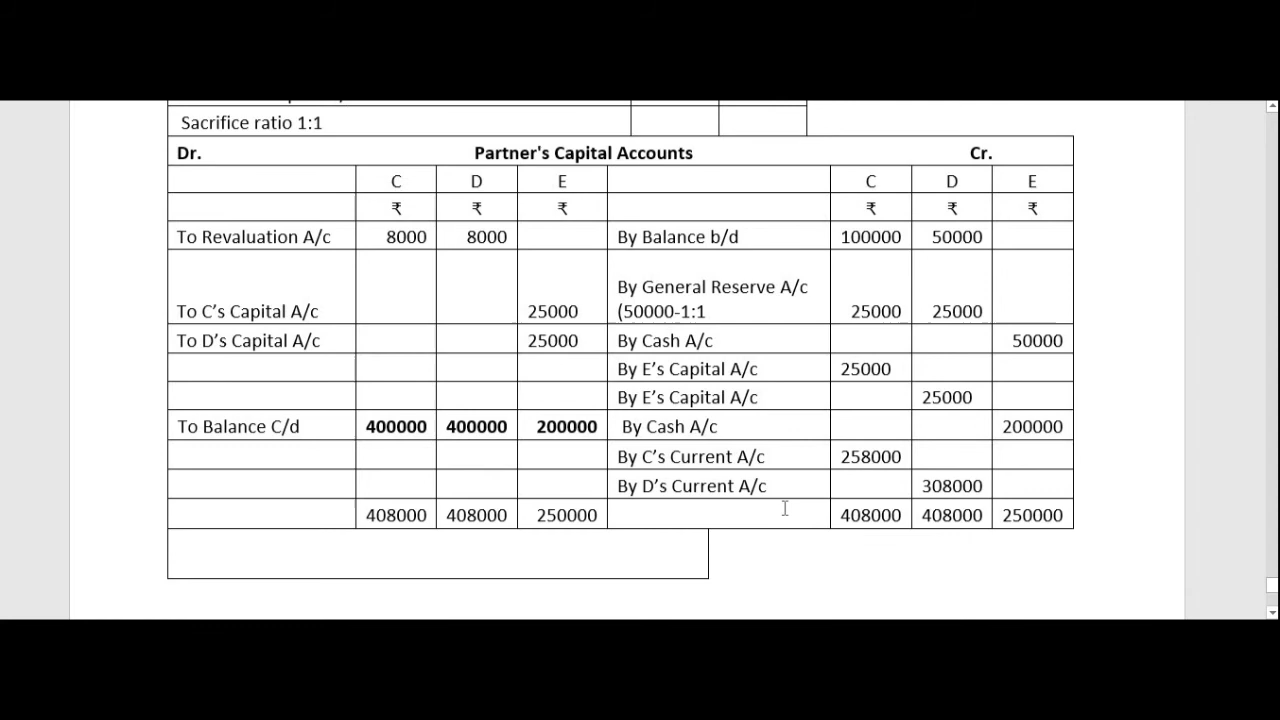 Sacrifice ratio 1:1
Dr. Partner's Capital Accounts Cr.
C D E C D E
₹ ₹ ₹ ₹ ₹ ₹
To Revaluation A/c 8000 8000 By Balance b/d 100000 50000
By General Reserve A/c
To C’s Capital A/c 25000 (50000-1:1 25000 25000
To D’s Capital A/c 25000 By Cash A/c 50000
By E’s Capital A/c 25000
By E’s Capital A/c 25000
To Balance C/d 400000 400000 200000 By Cash A/c 200000
By C’s Current A/c 258000
By D’s Current A/c 308000
408000 408000 250000 408000 408000 250000